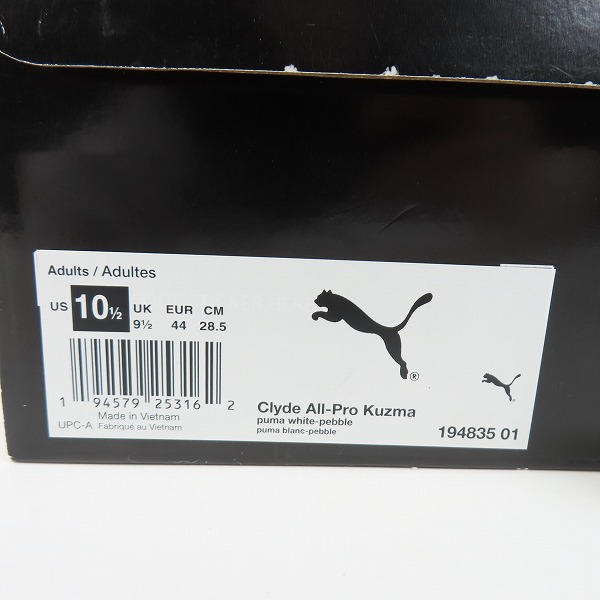 Adults / Adultes
US 10½ UK EUR CM
9½ 44 28.5
1 94579 25316 2
Made in Vietnam
UPC-A Fabriqué au Vietnam
®
Clyde All-Pro Kuzma
puma white-pebble
puma blanc-pebble
194835 01